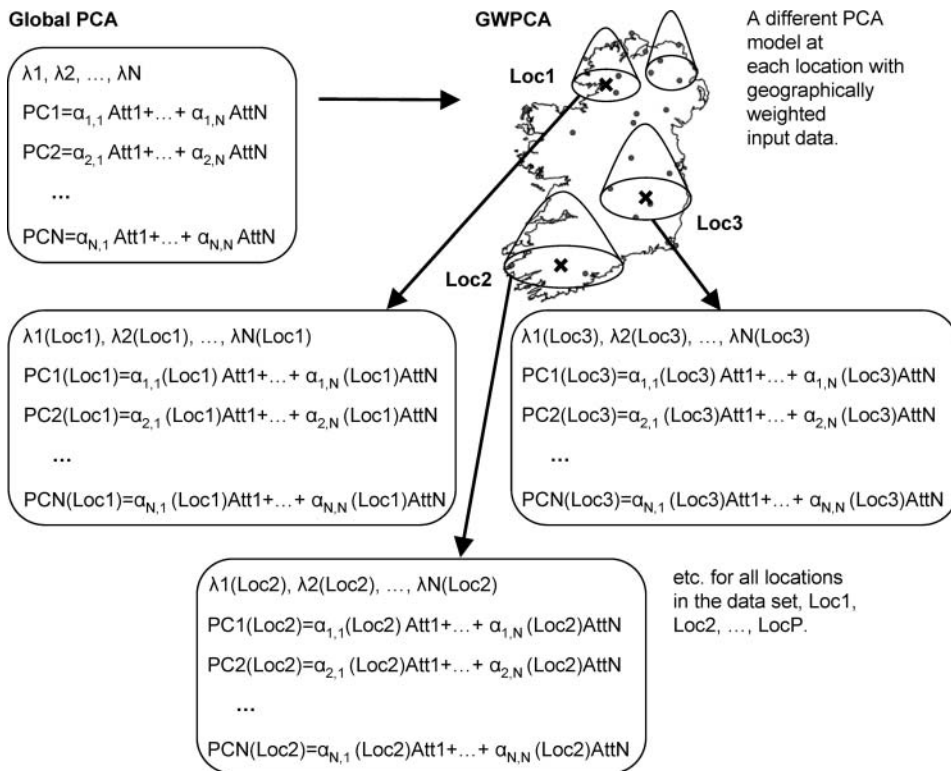 Global PCA
λ1, λ2, …, λN
PC1=α1,1 Att1+…+ α1,N AttN
PC2=α2,1 Att1+…+ α2,N AttN
…
PCN=αN,1 Att1+…+ αN,N AttN
GWPCA
Loc1
Loc2
Loc3
A different PCA
model at
each location with
geographically
weighted
input data.
λ1(Loc1), λ2(Loc1), …, λN(Loc1)
PC1(Loc1)=α1,1(Loc1) Att1+…+ α1,N (Loc1)AttN
PC2(Loc1)=α2,1 (Loc1)Att1+…+ α2,N (Loc1)AttN
…
PCN(Loc1)=αN,1 (Loc1)Att1+…+ αN,N (Loc1)AttN
λ1(Loc3), λ2(Loc3), …, λN(Loc3)
PC1(Loc3)=α1,1(Loc3) Att1+…+ α1,N (Loc3)AttN
PC2(Loc3)=α2,1 (Loc3)Att1+…+ α2,N (Loc3)AttN
…
PCN(Loc3)=αN,1 (Loc3)Att1+…+ αN,N (Loc3)AttN
λ1(Loc2), λ2(Loc2), …, λN(Loc2)
PC1(Loc2)=α1,1(Loc2) Att1+…+ α1,N (Loc2)AttN
PC2(Loc2)=α2,1 (Loc2)Att1+…+ α2,N (Loc2)AttN
…
PCN(Loc2)=αN,1 (Loc2)Att1+…+ αN,N (Loc2)AttN
etc. for all locations
in the data set, Loc1,
Loc2, …, LocP.